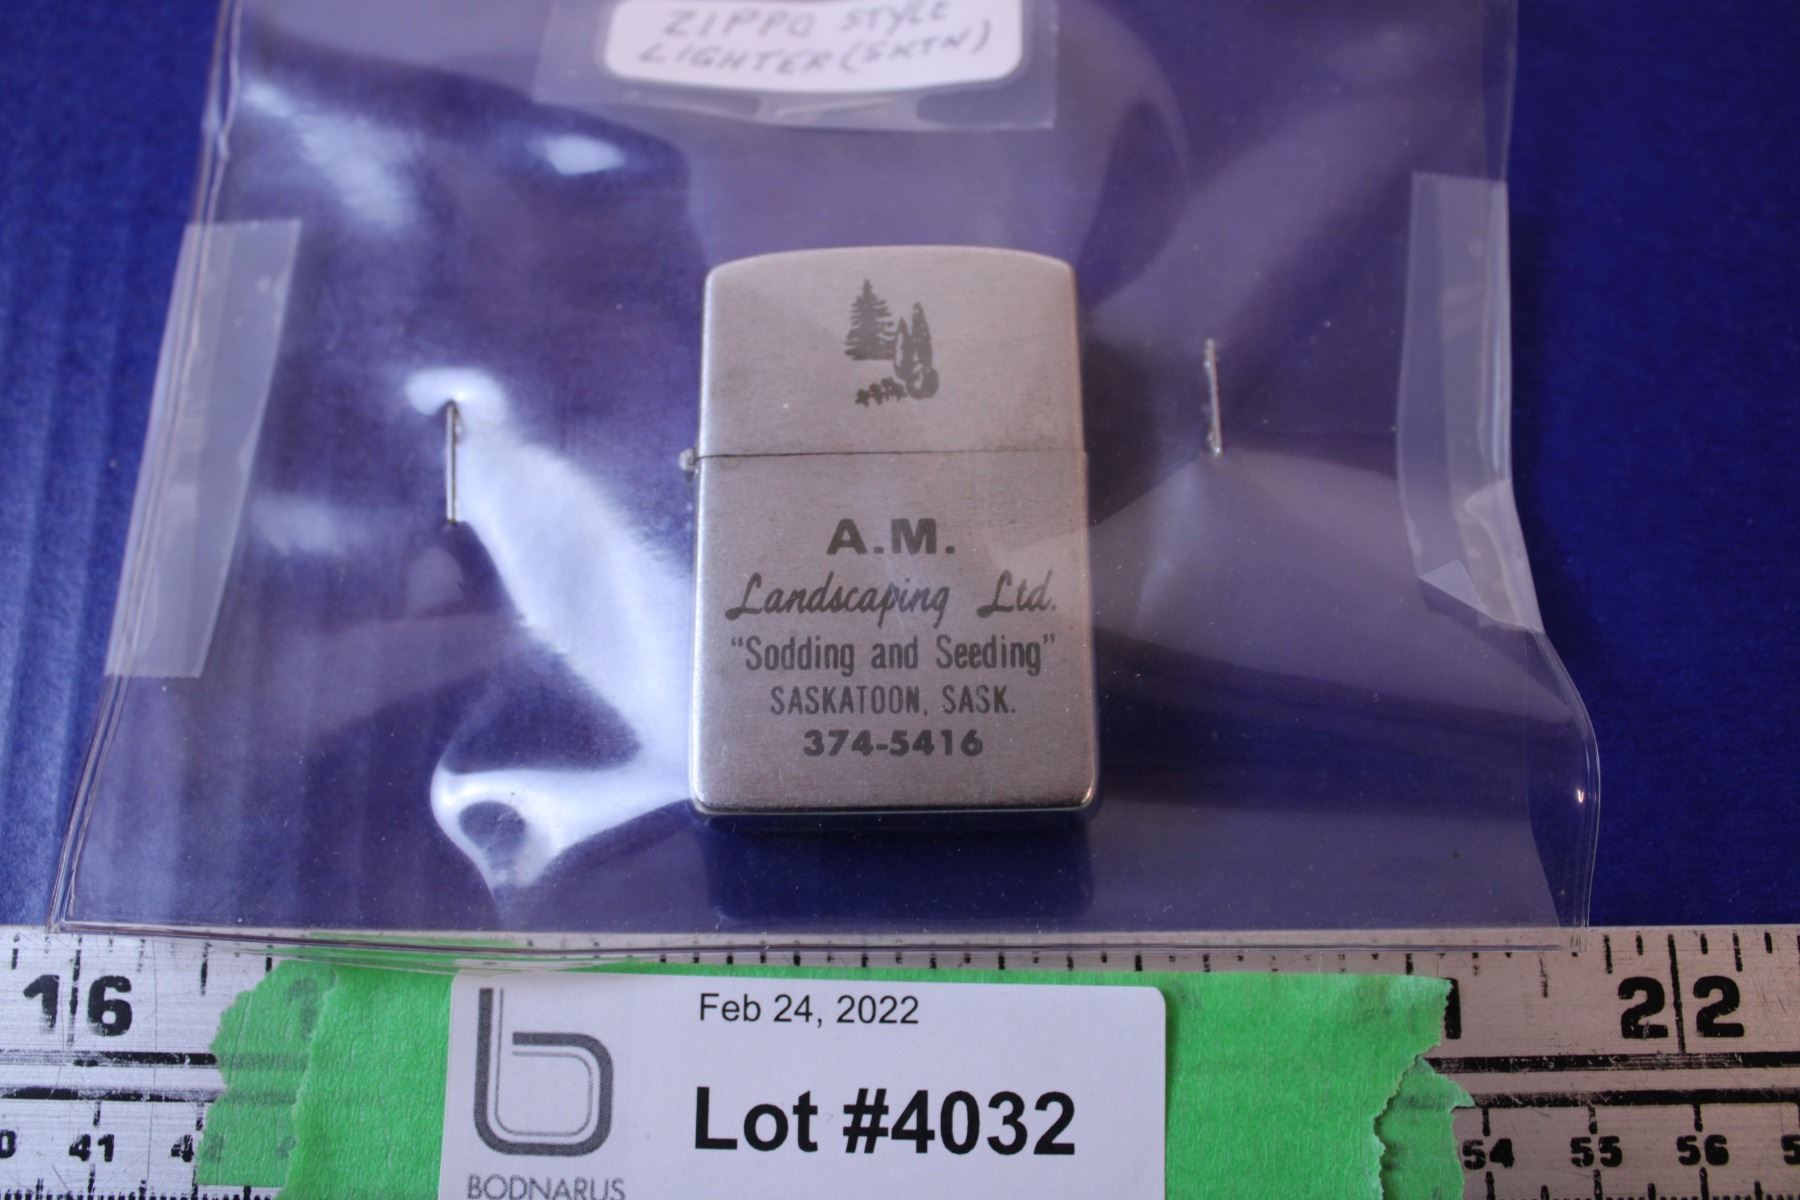 ZIPPO STYLE
LIGHTER (SKTN)
A.M.
Landscaping Ltd.
"Sodding and Seeding"
SASKATOON, SASK.
374-5416
16
22
Feb 24, 2022
Lot #4032
BODNARUS
41
54
55
56